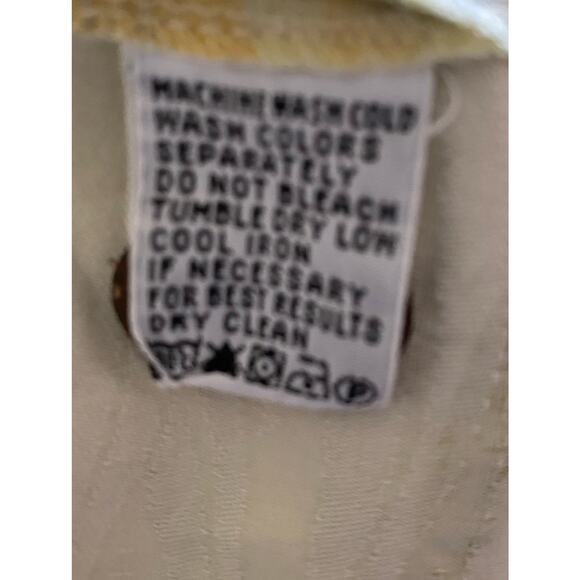 MACHINE WASH COLD
WASH COLORS
SEPARATELY
DO NOT BLEACH
TUMBLE DRY LOW
COOL IRON
IF NECESSARY
FOR BEST RESULTS
DRY CLEAN
P